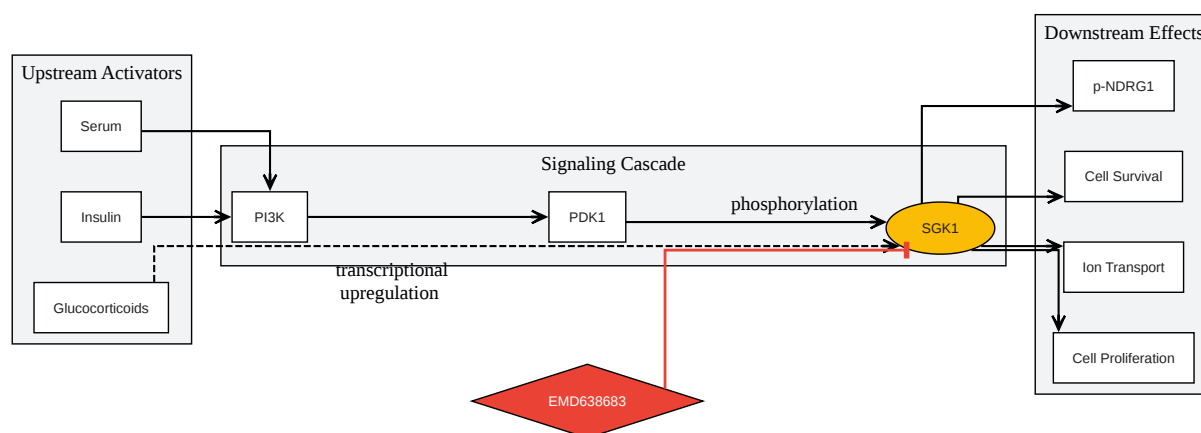 Downstream Effects
Upstream Activators
p-NDRG1
Serum
Signaling Cascade
Cell Survival
Insulin
PI3K
PDK1
phosphorylation
SGK1
transcriptional
upregulation
Ion Transport
Glucocorticoids
Cell Proliferation
EMD638683